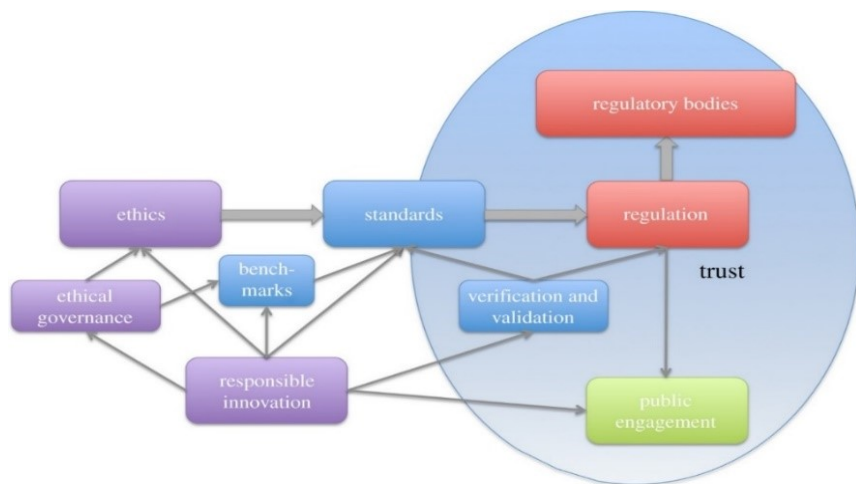 regulatory bodies
ethics
standards
regulation
trust
bench-
marks
ethical
governance
verification and
validation
responsible
innovation
public
engagement